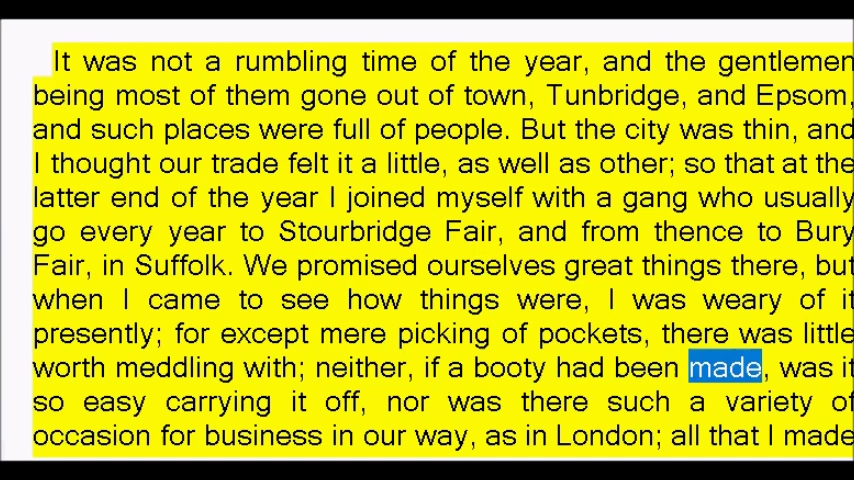 It was not a rumbling time of the year, and the gentlemen
being most of them gone out of town, Tunbridge, and Epsom,
and such places were full of people. But the city was thin, and
I thought our trade felt it a little, as well as other; so that at the
latter end of the year I joined myself with a gang who usually
go every year to Stourbridge Fair, and from thence to Bury
Fair, in Suffolk. We promised ourselves great things there, but
when I came to see how things were, I was weary of it
presently; for except mere picking of pockets, there was little
worth meddling with; neither, if a booty had been made, was it
so easy carrying it off, nor was there such a variety of
occasion for business in our way, as in London; all that I made